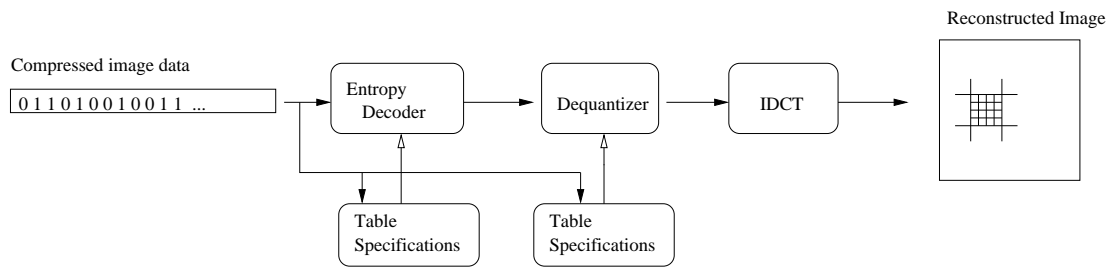 Reconstructed Image
Compressed image data
0 1 1 0 1 0 0 1 0 0 1 1 ...
Entropy
Decoder
Dequantizer
IDCT
Table
Specifications
Table
Specifications